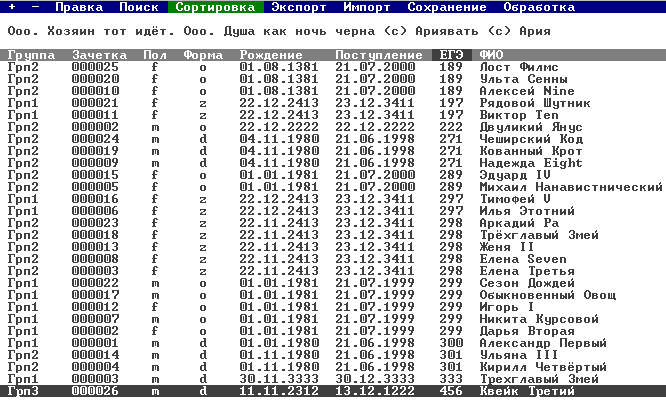 + - Правка Поиск Сортировка Экспорт Импорт Сохранение Обработка
Ооо. Хозяин тот идёт. Ооо. Душа как ночь черна (с) Ариявать (с) Ария
Группа Зачетка Пол Форма Рождение Поступление ЕГЭ ФИО
Грп2 000025 f o 01.08.1381 21.07.2000 189 Лост Филмс
Грп2 000020 f o 01.08.1381 21.07.2000 189 Ульта Сенны
Грп2 000010 f o 01.08.1381 21.07.2000 189 Алексей Nine
Грп1 000021 f z 22.12.2413 23.12.3411 197 Рядовой Шутник
Грп1 000011 f z 22.12.2413 23.12.3411 197 Виктор Ten
Грп2 000002 m o 22.12.2222 22.12.2222 222 Двуликий Янус
Грп2 000024 m d 04.11.1980 21.06.1998 271 Чеширский Код
Грп2 000019 m d 04.11.1980 21.06.1998 271 Кованный Крот
Грп2 000009 m d 04.11.1980 21.06.1998 271 Надежда Eight
Грп2 000015 f o 01.01.1981 21.07.2000 289 Эдуард IV
Грп2 000005 f o 01.01.1981 21.07.2000 289 Михаил Нанавистнический
Грп1 000016 f z 22.12.2413 23.12.3411 297 Тимофей V
Грп1 000006 f z 22.12.2413 23.12.3411 297 Илья Этотний
Грп2 000023 f z 22.11.2413 23.12.3411 298 Аркадий Ра
Грп2 000018 f z 22.11.2413 23.12.3411 298 Трёхглавый Змей
Грп2 000013 f z 22.11.2413 23.12.3411 298 Женя II
Грп2 000008 f z 22.11.2413 23.12.3411 298 Елена Seven
Грп2 000003 f z 22.11.2413 23.12.3411 298 Елена Третья
Грп1 000022 m o 01.01.1981 21.07.1999 299 Сезон Дождей
Грп1 000017 m o 01.01.1981 21.07.1999 299 Обыкновенный Овощ
Грп1 000012 f o 01.01.1981 21.07.1999 299 Игорь I
Грп1 000007 m o 01.01.1981 21.07.1999 299 Никита Курсовой
Грп1 000002 f o 01.01.1981 21.07.1999 299 Дарья Вторая
Грп1 000001 m d 01.11.1980 21.06.1998 300 Александр Первый
Грп2 000014 m d 01.11.1980 21.06.1998 301 Ульяна III
Грп2 000004 m d 01.11.1980 21.06.1998 301 Кирилл Четвёртый
Грп1 000003 m d 30.11.3333 30.12.3333 333 Трехглавый Змей
Грп3 000026 m d 11.11.2312 13.12.1222 456 Квейк Третий